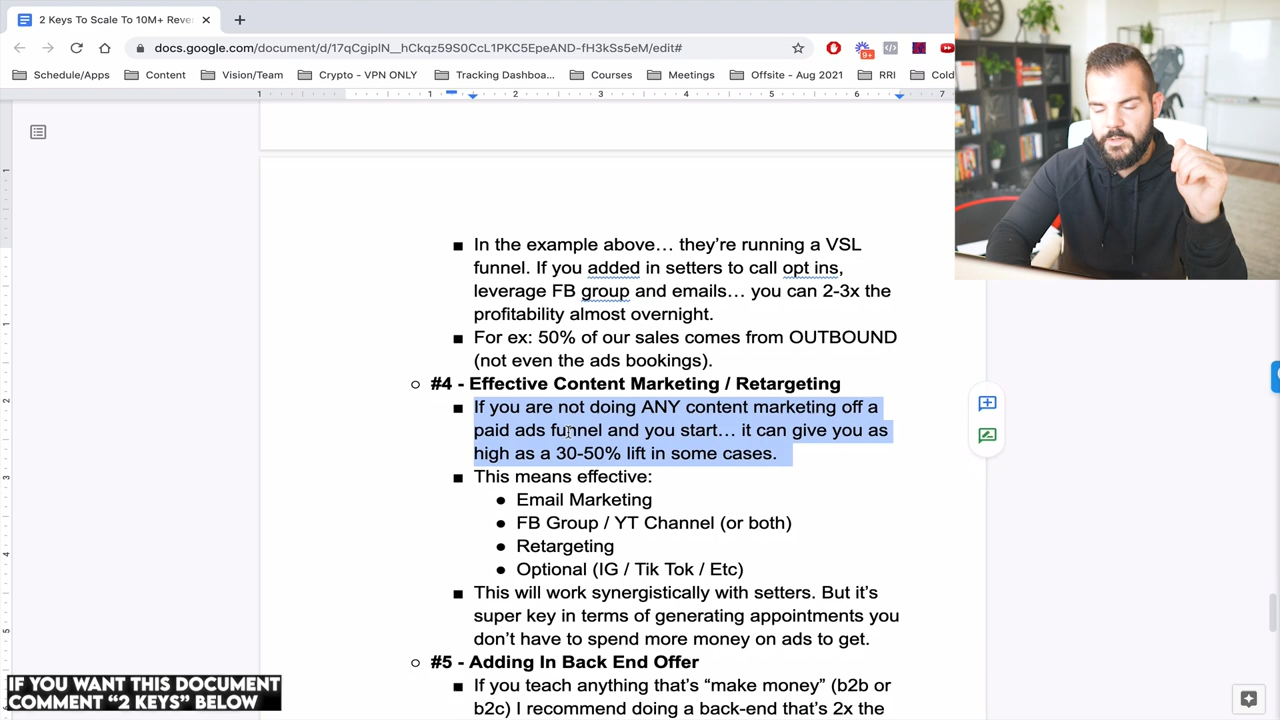 2 Keys To Scale To 10M+ Reve
docs.google.com/document/d/17qCgiplN__hCkqz59S0CcL1PKC5EpeAND-fH3kSs5eM/edit#
9+
Schedule/Apps Content Vision/Team Crypto - VPN ONLY Tracking Dashboa... Courses Meetings Offsite - Aug 2021 RRI Cold
1 1 2 3 4 5 6 7
■ In the example above… they’re running a VSL
funnel. If you added in setters to call opt ins,
leverage FB group and emails… you can 2-3x the
profitability almost overnight.
■ For ex: 50% of our sales comes from OUTBOUND
(not even the ads bookings).
○ #4 - Effective Content Marketing / Retargeting
■ If you are not doing ANY content marketing off a
paid ads funnel and you start… it can give you as
high as a 30-50% lift in some cases.
■ This means effective:
● Email Marketing
● FB Group / YT Channel (or both)
● Retargeting
● Optional (IG / Tik Tok / Etc)
■ This will work synergistically with setters. But it’s
super key in terms of generating appointments you
don’t have to spend more money on ads to get.
○ #5 - Adding In Back End Offer
■ If you teach anything that’s “make money” (b2b or
b2c) I recommend doing a back-end that’s 2x the
IF YOU WANT THIS DOCUMENT
COMMENT “2 KEYS” BELOW